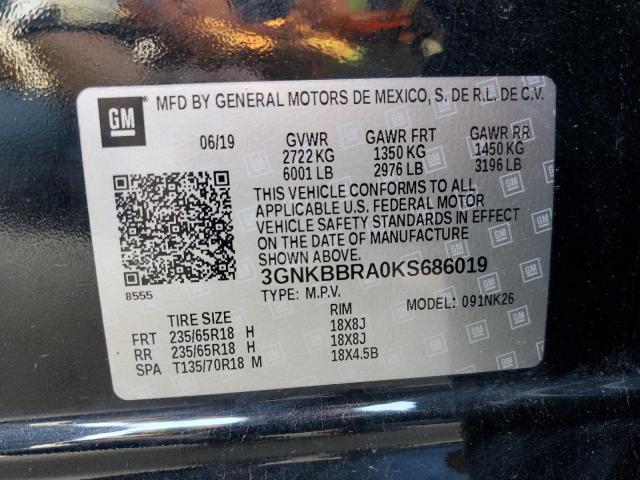 GM
MFD BY GENERAL MOTORS DE MEXICO, S. DE R.L. DE C.V.
06/19 GVWR GAWR FRT GAWR RR
2722 KG 1350 KG 1450 KG
6001 LB 2976 LB 3196 LB
THIS VEHICLE CONFORMS TO ALL
APPLICABLE U.S. FEDERAL MOTOR
VEHICLE SAFETY STANDARDS IN EFFECT
ON THE DATE OF MANUFACTURE
SHOWN ABOVE.
3GNKBBRA0KS686019
8555
TYPE: M.P.V. MODEL: 091NK26
TIRE SIZE RIM
FRT 235/65R18 H 18X8J
RR 235/65R18 H 18X8J
SPA T135/70R18 M 18X4.5B